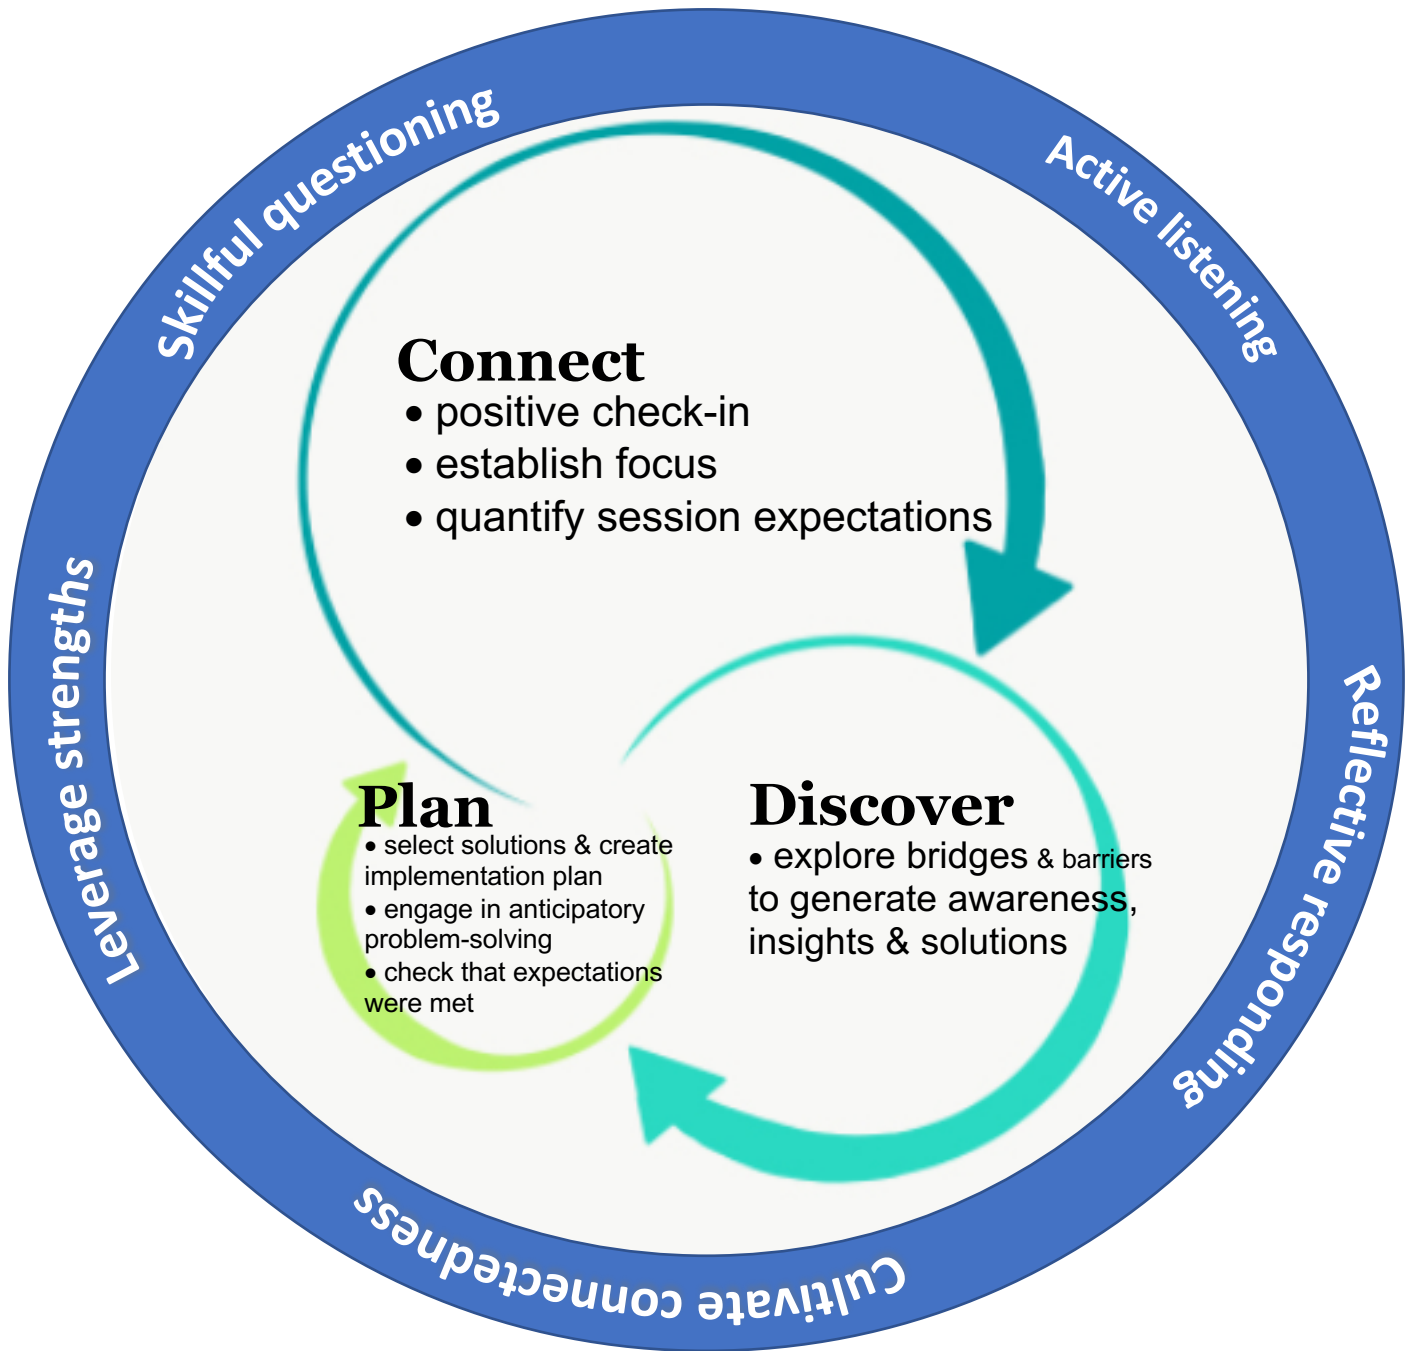 Skillful questioning
Active listening
Reflective responding
Cultivate connectedness
Leverage strengths
Connect
• positive check-in
• establish focus
• quantify session expectations
Discover
• explore bridges & barriers
to generate awareness,
insights & solutions
Plan
• select solutions & create
implementation plan
• engage in anticipatory
problem-solving
• check that expectations
were met